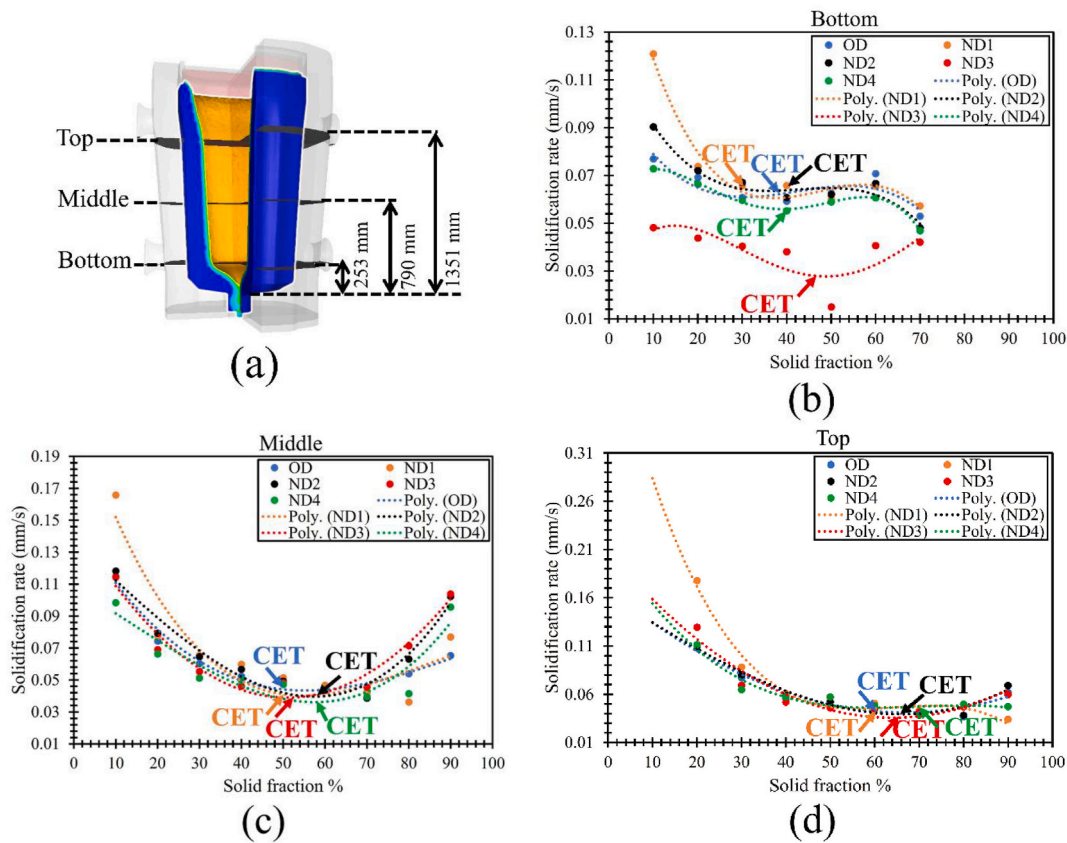 Top
Middle
Bottom
253 mm
790 mm
1351 mm
(a)
Bottom
OD ND1
ND2 ND3
ND4 Poly. (OD)
Poly. (ND1) Poly. (ND2)
Poly. (ND3) Poly. (ND4)
Solidification rate (mm/s)
0.13
0.11
0.09
0.07
0.05
0.03
0.01
CET CET CET
CET
CET
0 10 20 30 40 50 60 70 80 90 100
Solid fraction %
(b)
Middle
OD ND1
ND2 ND3
ND4 Poly. (OD)
Poly. (ND1) Poly. (ND2)
Poly. (ND3) Poly. (ND4)
Solidification rate (mm/s)
0.19
0.17
0.15
0.13
0.11
0.09
0.07
0.05
0.03
0.01
CET CET
CET
CET CET
0 10 20 30 40 50 60 70 80 90 100
Solid fraction %
(c)
Top
OD ND1
ND2 ND3
ND4 Poly. (OD)
Poly. (ND1) Poly. (ND2)
Poly. (ND3) Poly. (ND4)
Solidification rate (mm/s)
0.31
0.26
0.21
0.16
0.11
0.06
0.01
CET CET
CET CET CET
0 10 20 30 40 50 60 70 80 90 100
Solid fraction %
(d)